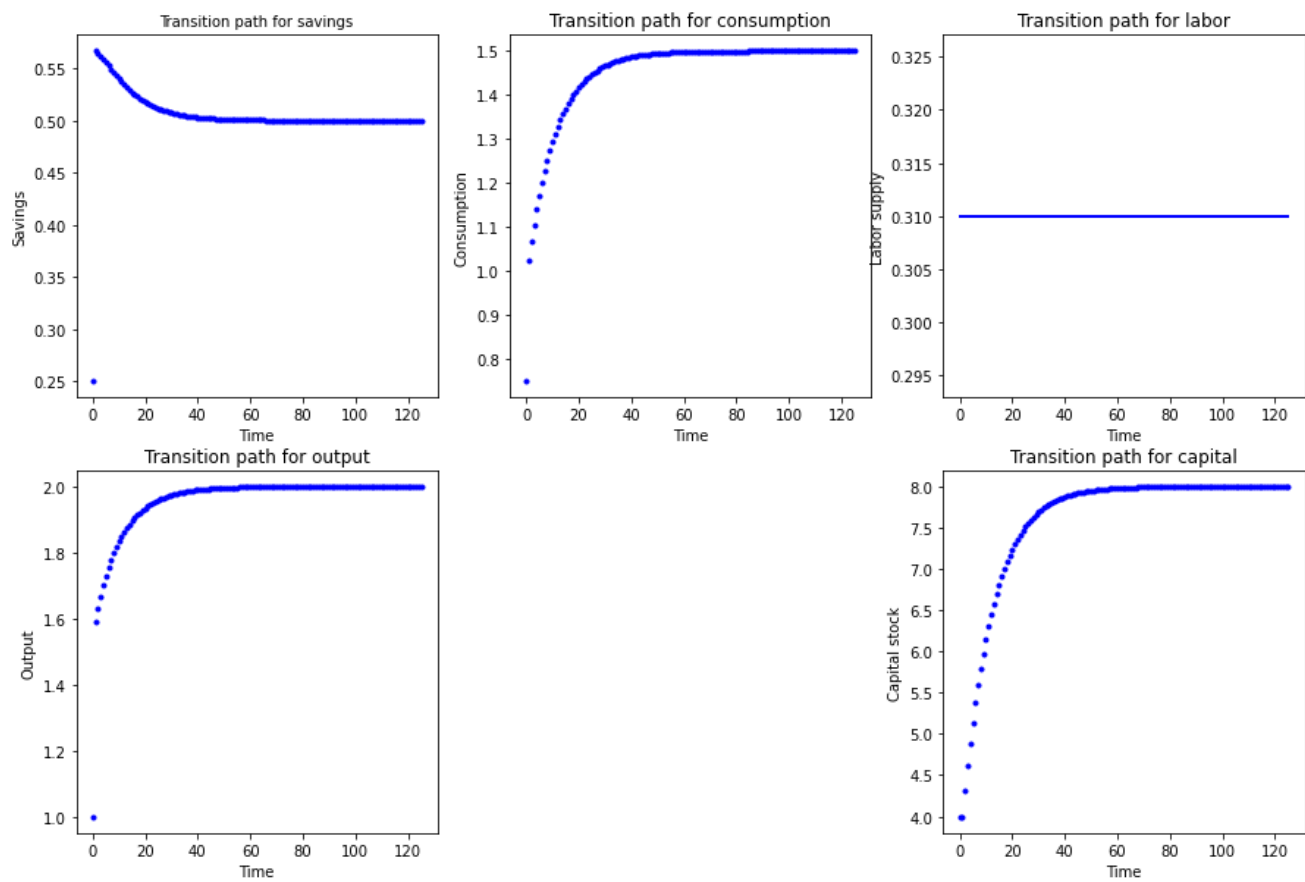 Transition path for savings
Savings
0.55
0.50
0.45
0.40
0.35
0.30
0.25
0 20 40 60 80 100 120
Time
Transition path for consumption
Consumption
1.5
1.4
1.3
1.2
1.1
1.0
0.9
0.8
0 20 40 60 80 100 120
Time
Transition path for labor
Labor supply
0.325
0.320
0.315
0.310
0.305
0.300
0.295
0 20 40 60 80 100 120
Time
Transition path for output
Output
2.0
1.8
1.6
1.4
1.2
1.0
0 20 40 60 80 100 120
Time
Transition path for capital
Capital stock
8.0
7.5
7.0
6.5
6.0
5.5
5.0
4.5
4.0
0 20 40 60 80 100 120
Time